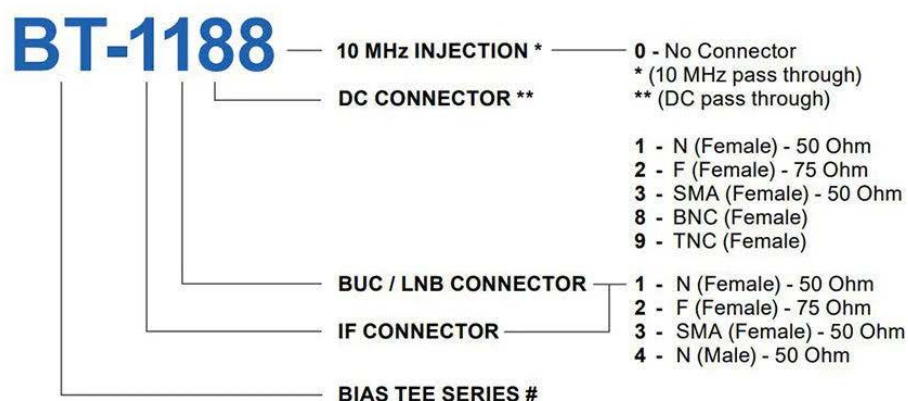 BT-1188
10 MHz INJECTION *
0 - No Connector
* (10 MHz pass through)
** (DC pass through)
DC CONNECTOR **
1 - N (Female) - 50 Ohm
2 - F (Female) - 75 Ohm
3 - SMA (Female) - 50 Ohm
8 - BNC (Female)
9 - TNC (Female)
BUC / LNB CONNECTOR
1 - N (Female) - 50 Ohm
2 - F (Female) - 75 Ohm
3 - SMA (Female) - 50 Ohm
4 - N (Male) - 50 Ohm
IF CONNECTOR
BIAS TEE SERIES #